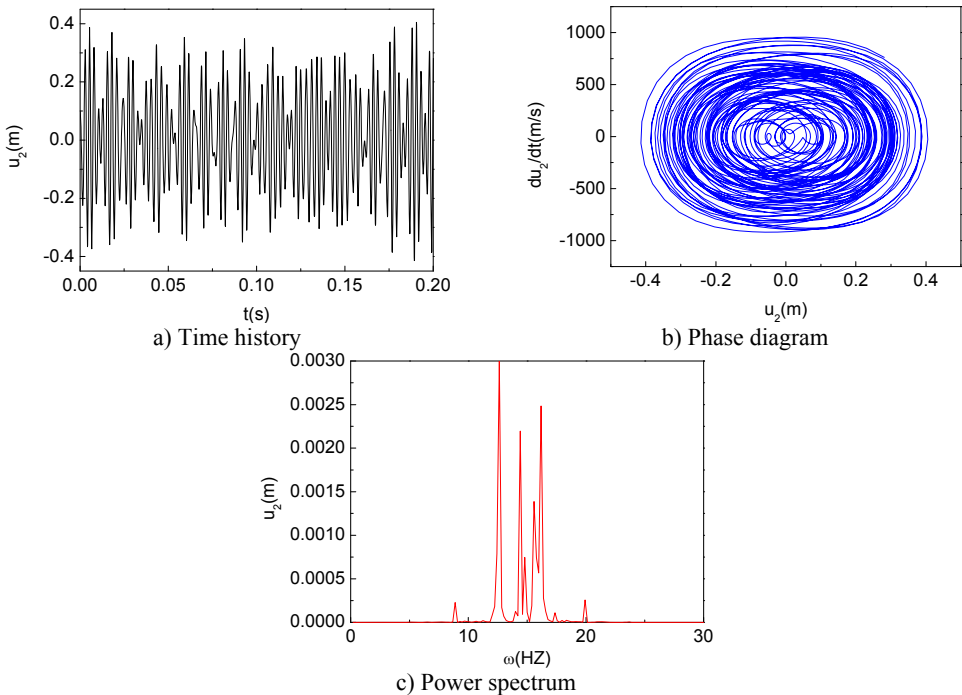 0.4
0.2
0.0
-0.2
-0.4
u2(m)
0.00 0.05 0.10 0.15 0.20
t(s)
a) Time history
1000
500
0
-500
-1000
du2/dt(m/s)
-0.4 -0.2 0.0 0.2 0.4
u2(m)
b) Phase diagram
0.0030
0.0025
0.0020
0.0015
0.0010
0.0005
0.0000
u2(m)
0 10 20 30
ω(HZ)
c) Power spectrum